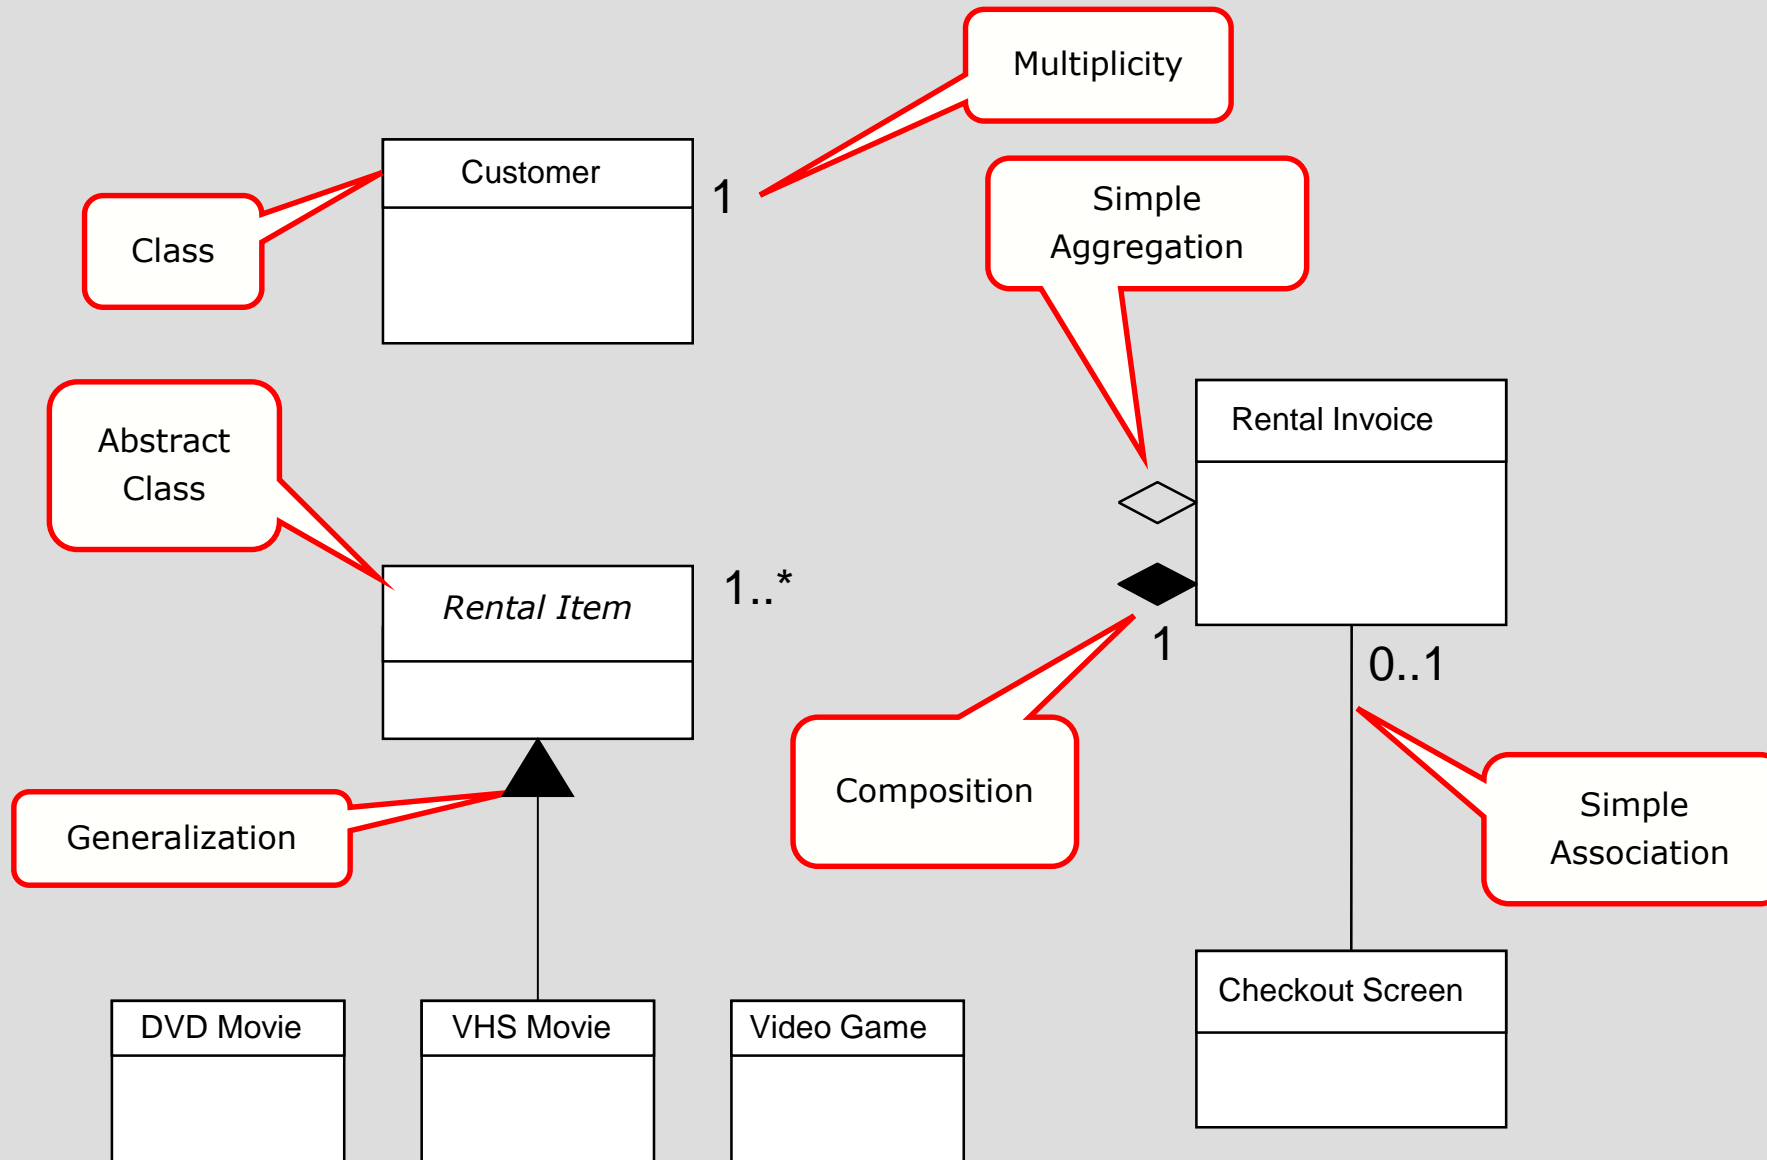 Multiplicity
Customer
1
Class
Simple
Aggregation
Abstract
Class
Rental Invoice
Rental Item
1..*
1
0..1
Composition
Generalization
Simple
Association
Checkout Screen
DVD Movie
VHS Movie
Video Game